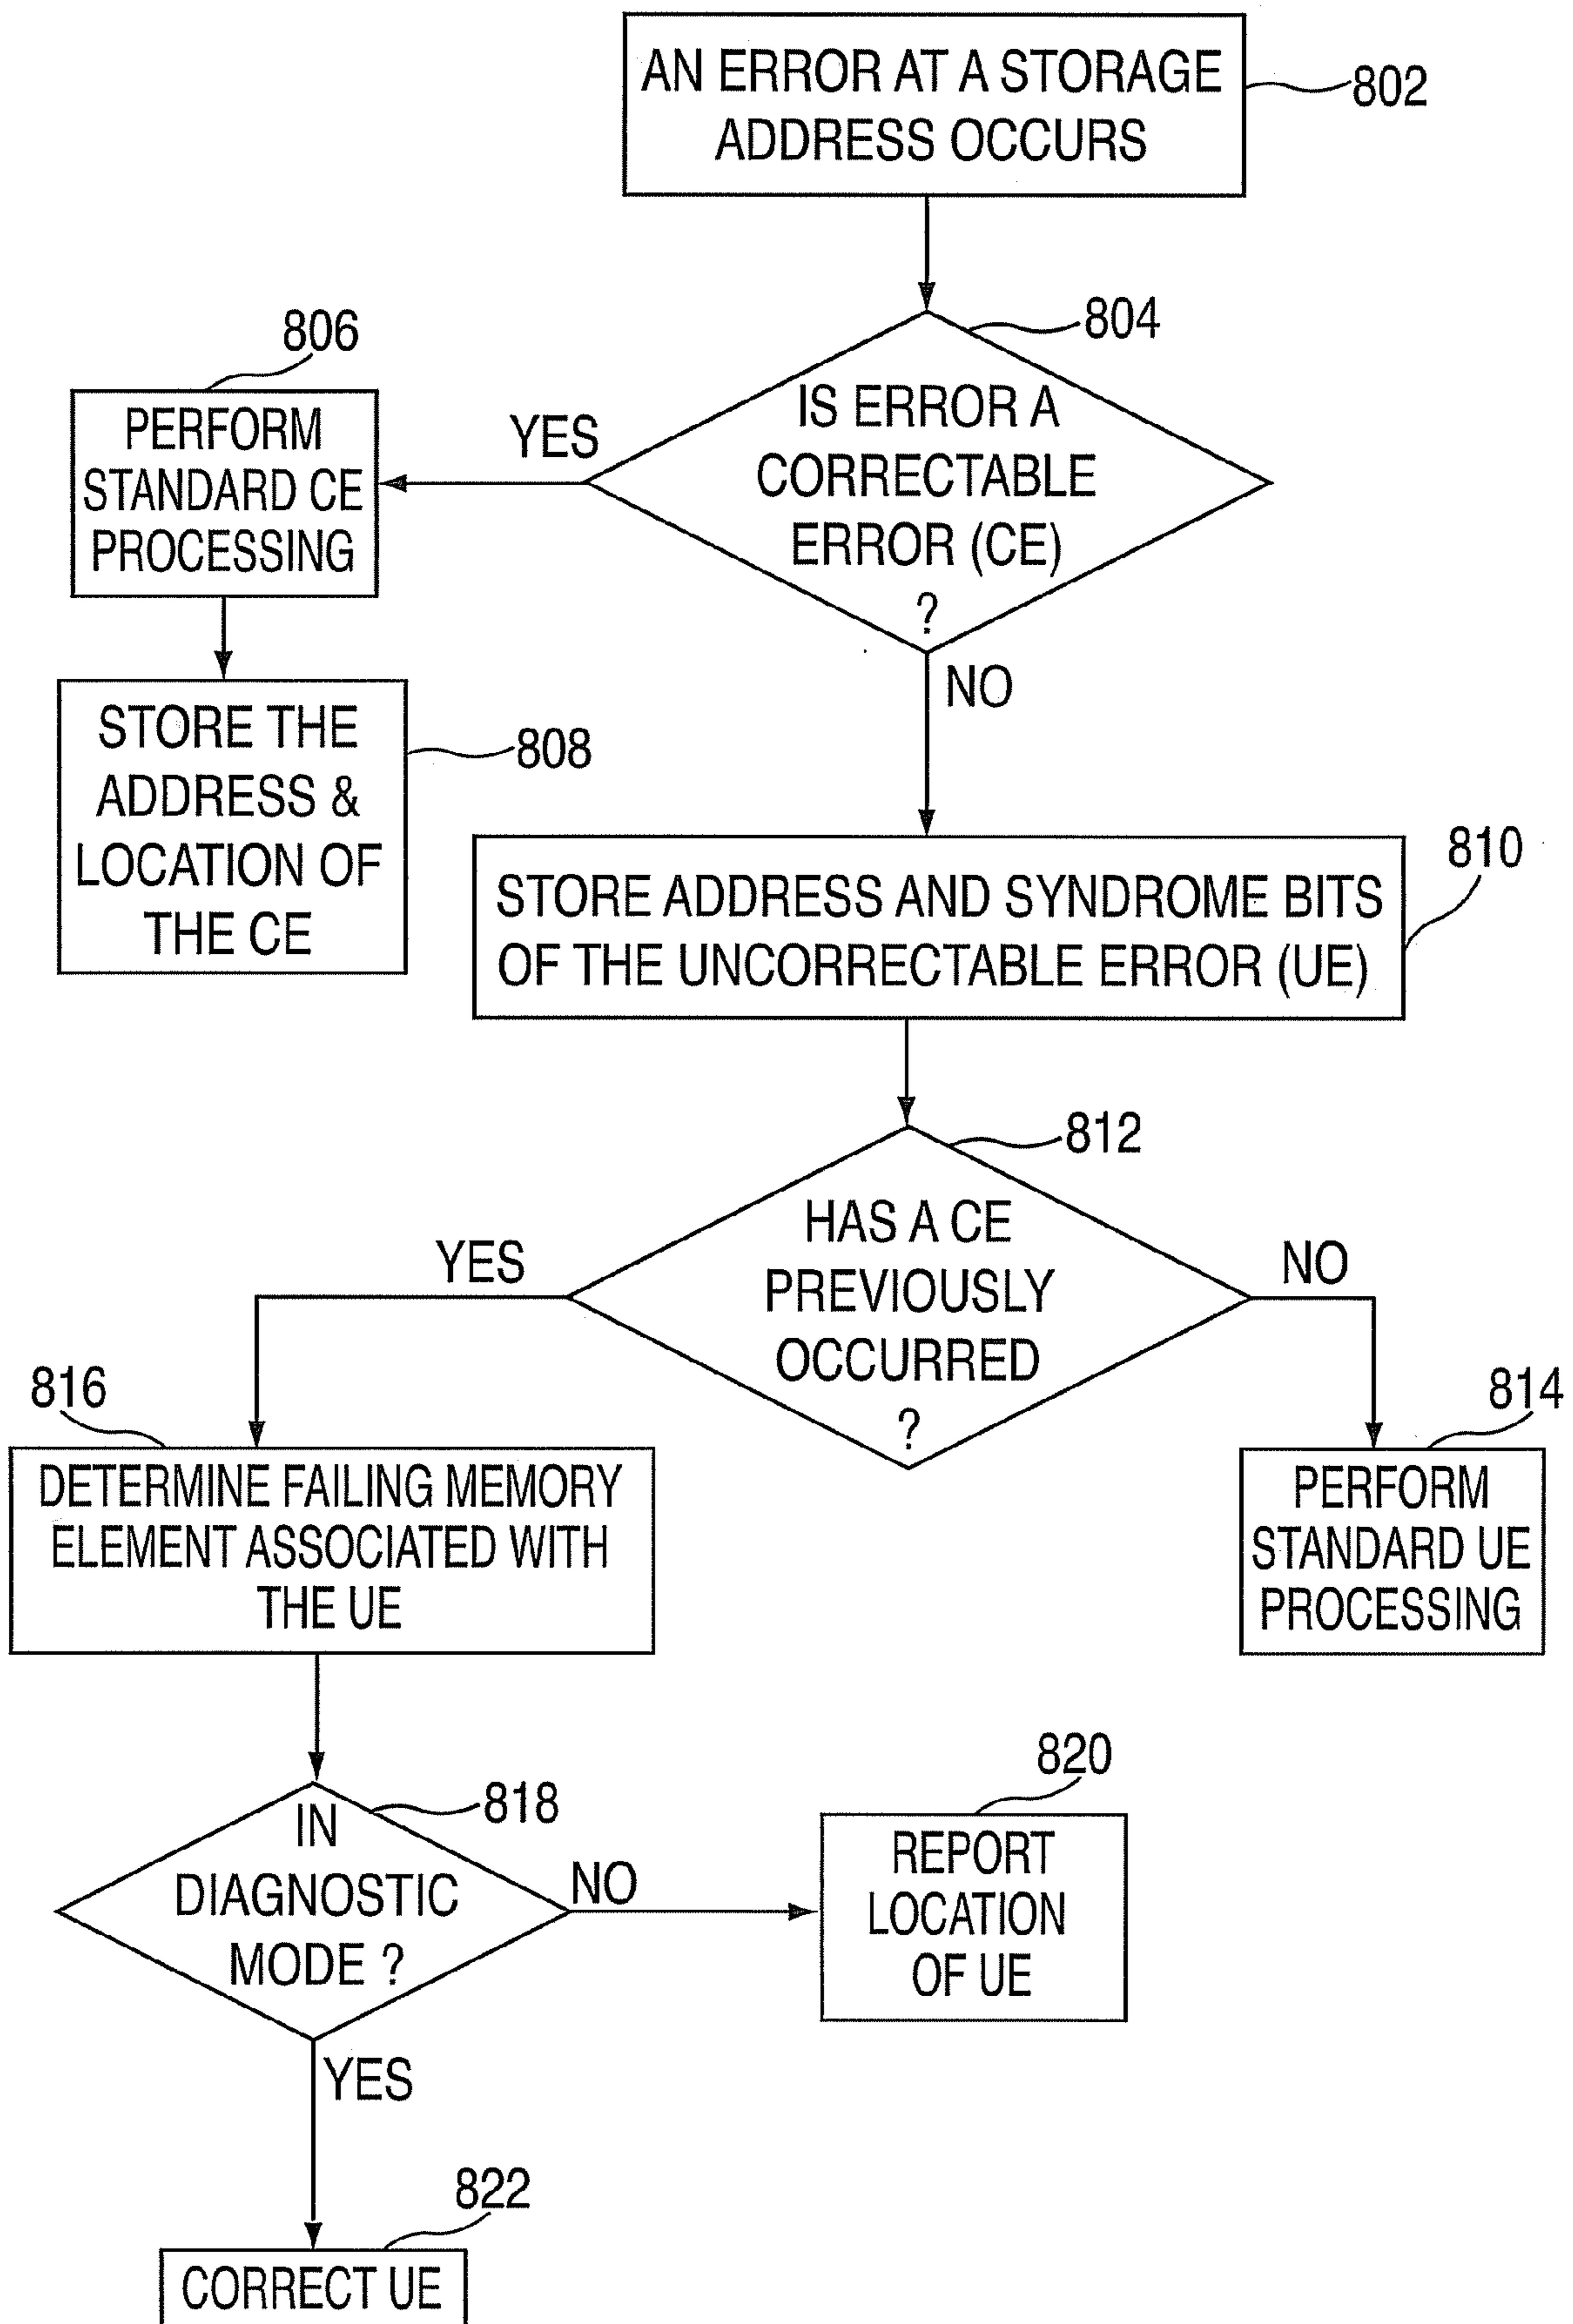 AN ERROR AT A STORAGE
ADDRESS OCCURS
802
804
IS ERROR A
CORRECTABLE
ERROR (CE)
?
YES
806
PERFORM
STANDARD CE
PROCESSING
STORE THE
ADDRESS &
LOCATION OF
THE CE
808
NO
810
STORE ADDRESS AND SYNDROME BITS
OF THE UNCORRECTABLE ERROR (UE)
812
HAS A CE
PREVIOUSLY
OCCURRED
?
YES
NO
814
PERFORM
STANDARD UE
PROCESSING
816
DETERMINE FAILING MEMORY
ELEMENT ASSOCIATED WITH
THE UE
818
IN
DIAGNOSTIC
MODE ?
NO
820
REPORT
LOCATION
OF UE
YES
822
CORRECT UE